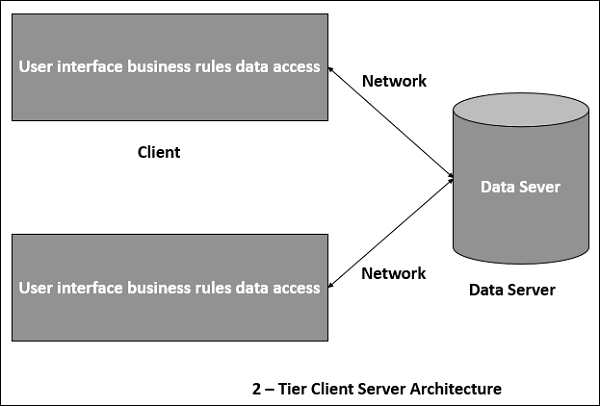 User interface business rules data access
Network
Client
Data Sever
User interface business rules data access
Network
Data Server
2 – Tier Client Server Architecture